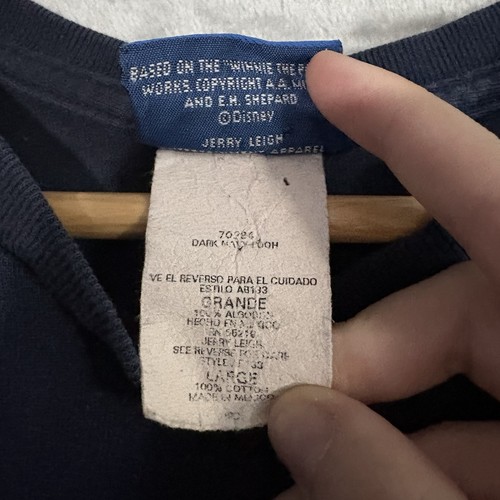 BASED ON THE "WINNIE THE
WORKS, COPYRIGHT A.A.
AND E.H. SHEPARD
©Disney
JERRY LEIGH
APPAREL
DARK NAVY POOH
VE EL REVERSO PARA EL CUIDADO
ESTILO
GRANDE
100% ALGODON
HECHO EN MEXICO
JERRY LEIGH
SEE REVERSE FOR CARE
STYLE
LARGE
100% COTTON
MADE IN MEXICO